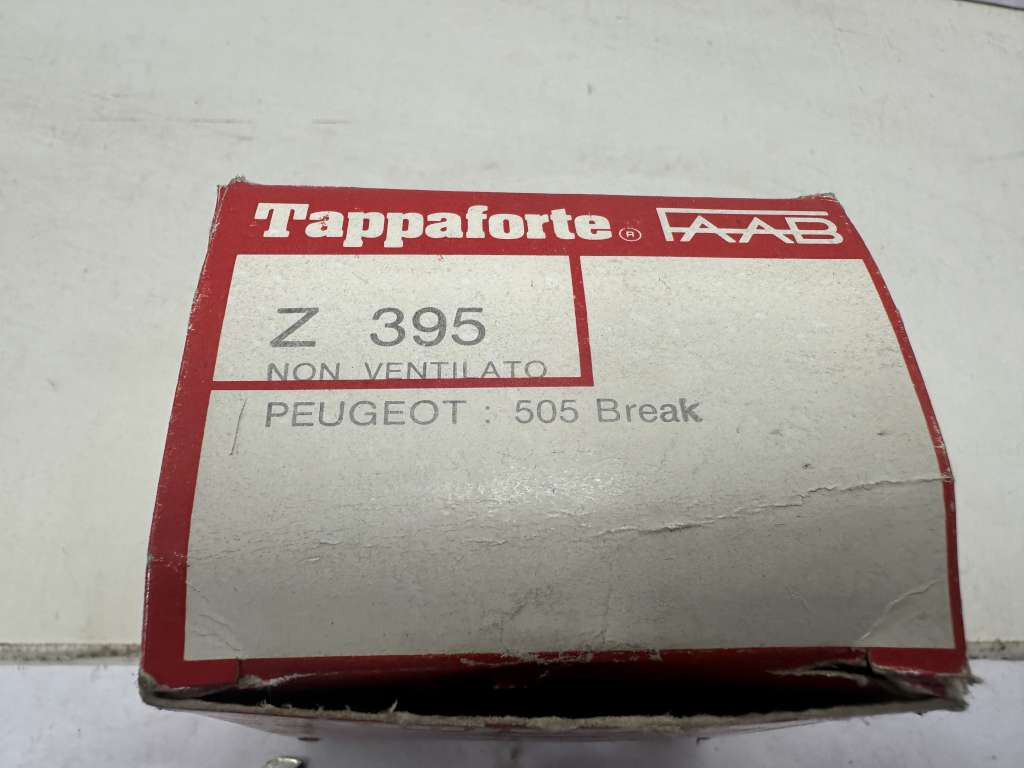 Tappaforte ® FAAB
Z 395
NON VENTILATO
PEUGEOT : 505 Break